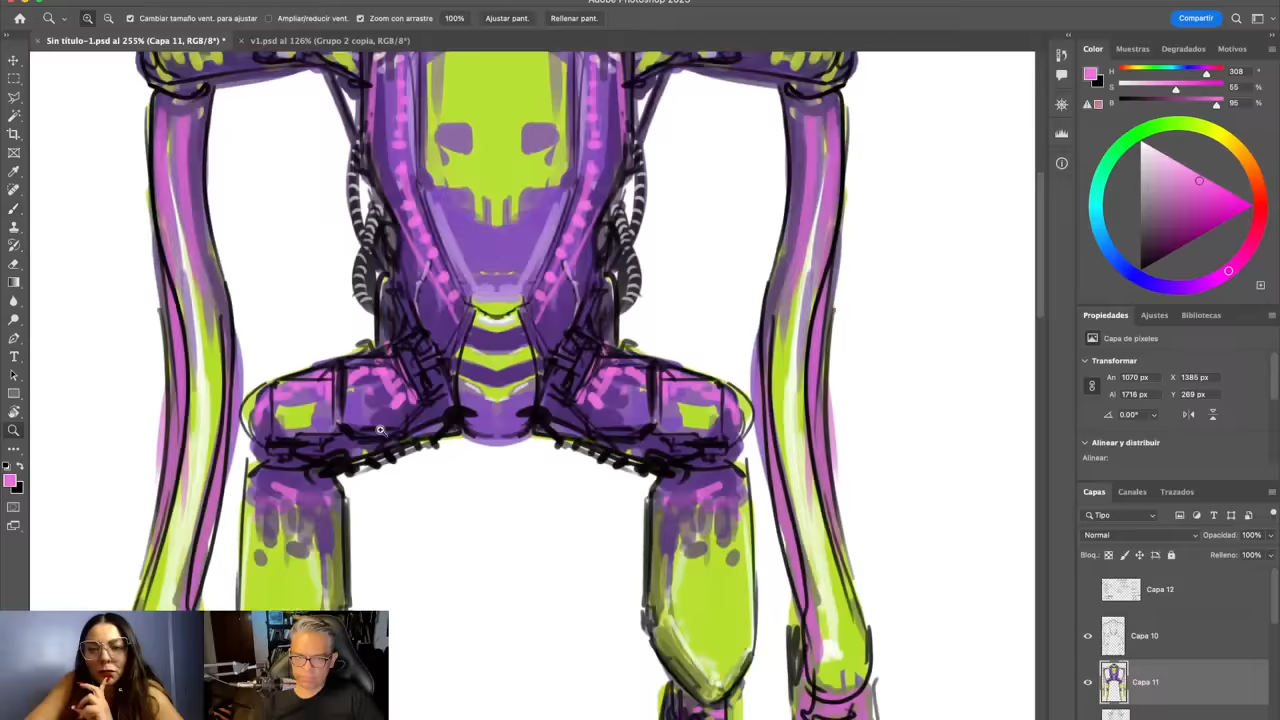 Adobe Photoshop 2023
Cambiar tamaño vent. para ajustar Ampliar/reducir vent. Zoom con arrastre 100% Ajustar pant. Rellenar pant. Compartir
Sin título-1.psd al 255% (Capa 11, RGB/8*) * v1.psd al 126% (Grupo 2 copia, RGB/8*)
Color Muestras Degradados Motivos
H 308 °
S 55 %
B 95 %
Propiedades Ajustes Bibliotecas
Capa de píxeles
Transformar
An 1070 px X 1385 px
Al 1716 px Y 269 px
0.00°
Alinear y distribuir
Alinear:
Capas Canales Trazados
Tipo
Normal Opacidad: 100%
Bloq.: Relleno: 100%
Capa 12
Capa 10
Capa 11